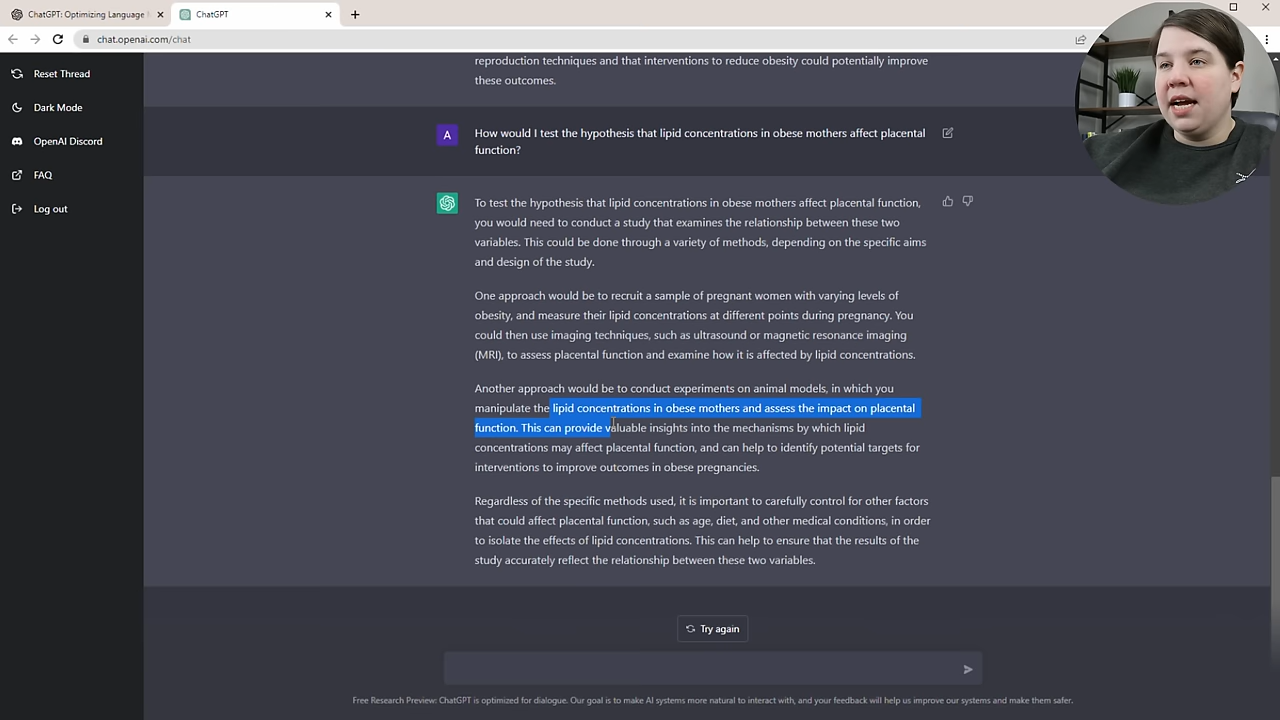 ChatGPT: Optimizing Language
ChatGPT
chat.openai.com/chat
Reset Thread
Dark Mode
OpenAI Discord
FAQ
Log out
reproduction techniques and that interventions to reduce obesity could potentially improve
these outcomes.
A
How would I test the hypothesis that lipid concentrations in obese mothers affect placental
function?
To test the hypothesis that lipid concentrations in obese mothers affect placental function,
you would need to conduct a study that examines the relationship between these two
variables. This could be done through a variety of methods, depending on the specific aims
and design of the study.
One approach would be to recruit a sample of pregnant women with varying levels of
obesity, and measure their lipid concentrations at different points during pregnancy. You
could then use imaging techniques, such as ultrasound or magnetic resonance imaging
(MRI), to assess placental function and examine how it is affected by lipid concentrations.
Another approach would be to conduct experiments on animal models, in which you
manipulate the lipid concentrations in obese mothers and assess the impact on placental
function. This can provide valuable insights into the mechanisms by which lipid
concentrations may affect placental function, and can help to identify potential targets for
interventions to improve outcomes in obese pregnancies.
Regardless of the specific methods used, it is important to carefully control for other factors
that could affect placental function, such as age, diet, and other medical conditions, in order
to isolate the effects of lipid concentrations. This can help to ensure that the results of the
study accurately reflect the relationship between these two variables.
Try again
Free Research Preview: ChatGPT is optimized for dialogue. Our goal is to make AI systems more natural to interact with, and your feedback will help us improve our systems and make them safer.